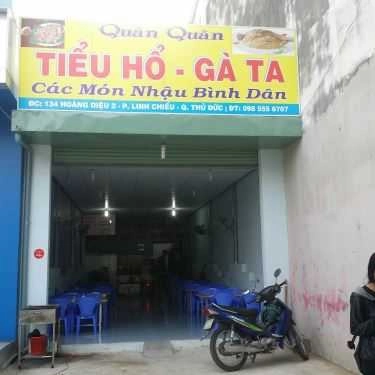 Quán Quân
TIỂU HỔ - GÀ TA
Các Món Nhậu Bình Dân
ĐC: 134 HOÀNG DIỆU 2 - P, LINH CHIỂU - Q. THỦ ĐỨC ; ĐT: 098 555 6707